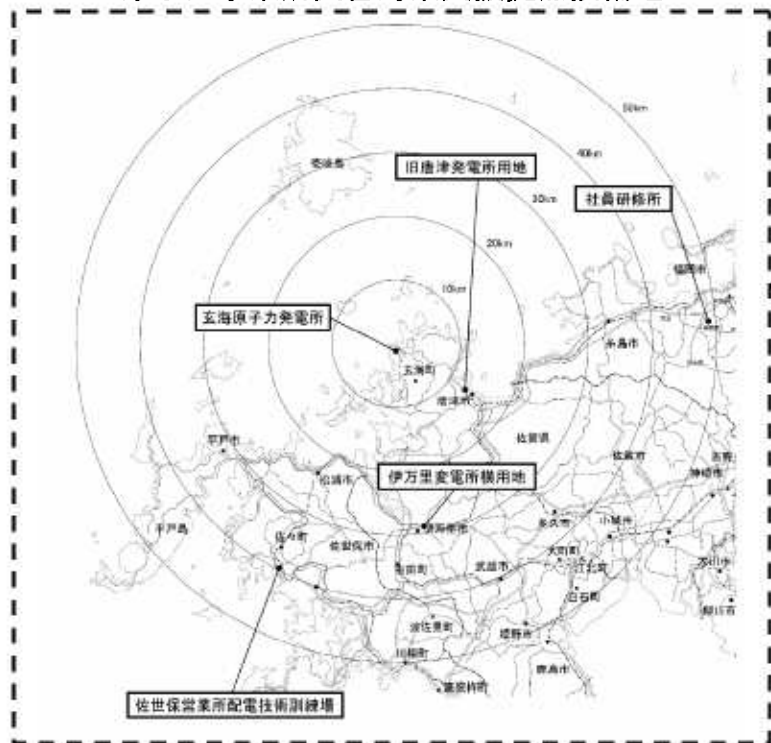 50km
40km
壱岐島
旧唐津発電所用地
30km
社員研修所
20km
福岡市
10km
玄海原子力発電所
糸島市
玄海町
唐津市
佐賀県
平戸市
佐賀市
神埼市
松浦市
伊万里変電所横用地
平戸島
伊万里市
多久市
小城市
佐々町
佐世保市
大町町
江北町
有田町
武雄市
大川市
白石町
柳川市
波佐見町
嬉野市
川棚町
鹿島市
東彼杵町
佐世保営業所配電技術訓練場